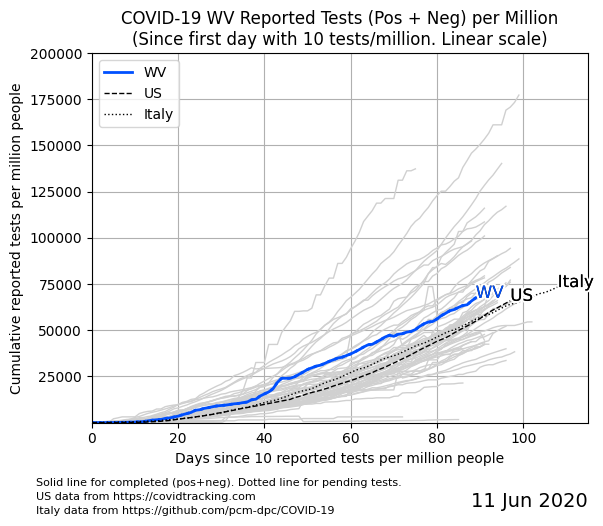 COVID-19 WV Reported Tests (Pos + Neg) per Million
(Since first day with 10 tests/million. Linear scale)
Cumulative reported tests per million people
200000
175000
150000
125000
100000
75000
50000
25000
WV
US
Italy
WV
US
Italy
0
20
40
60
80
100
Days since 10 reported tests per million people
Solid line for completed (pos+neg). Dotted line for pending tests.
US data from https://covidtracking.com
Italy data from https://github.com/pcm-dpc/COVID-19
11 Jun 2020